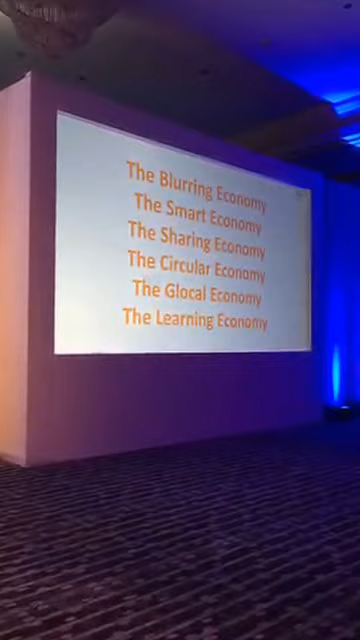 The Blurring Economy
The Smart Economy
The Sharing Economy
The Circular Economy
The Glocal Economy
The Learning Economy